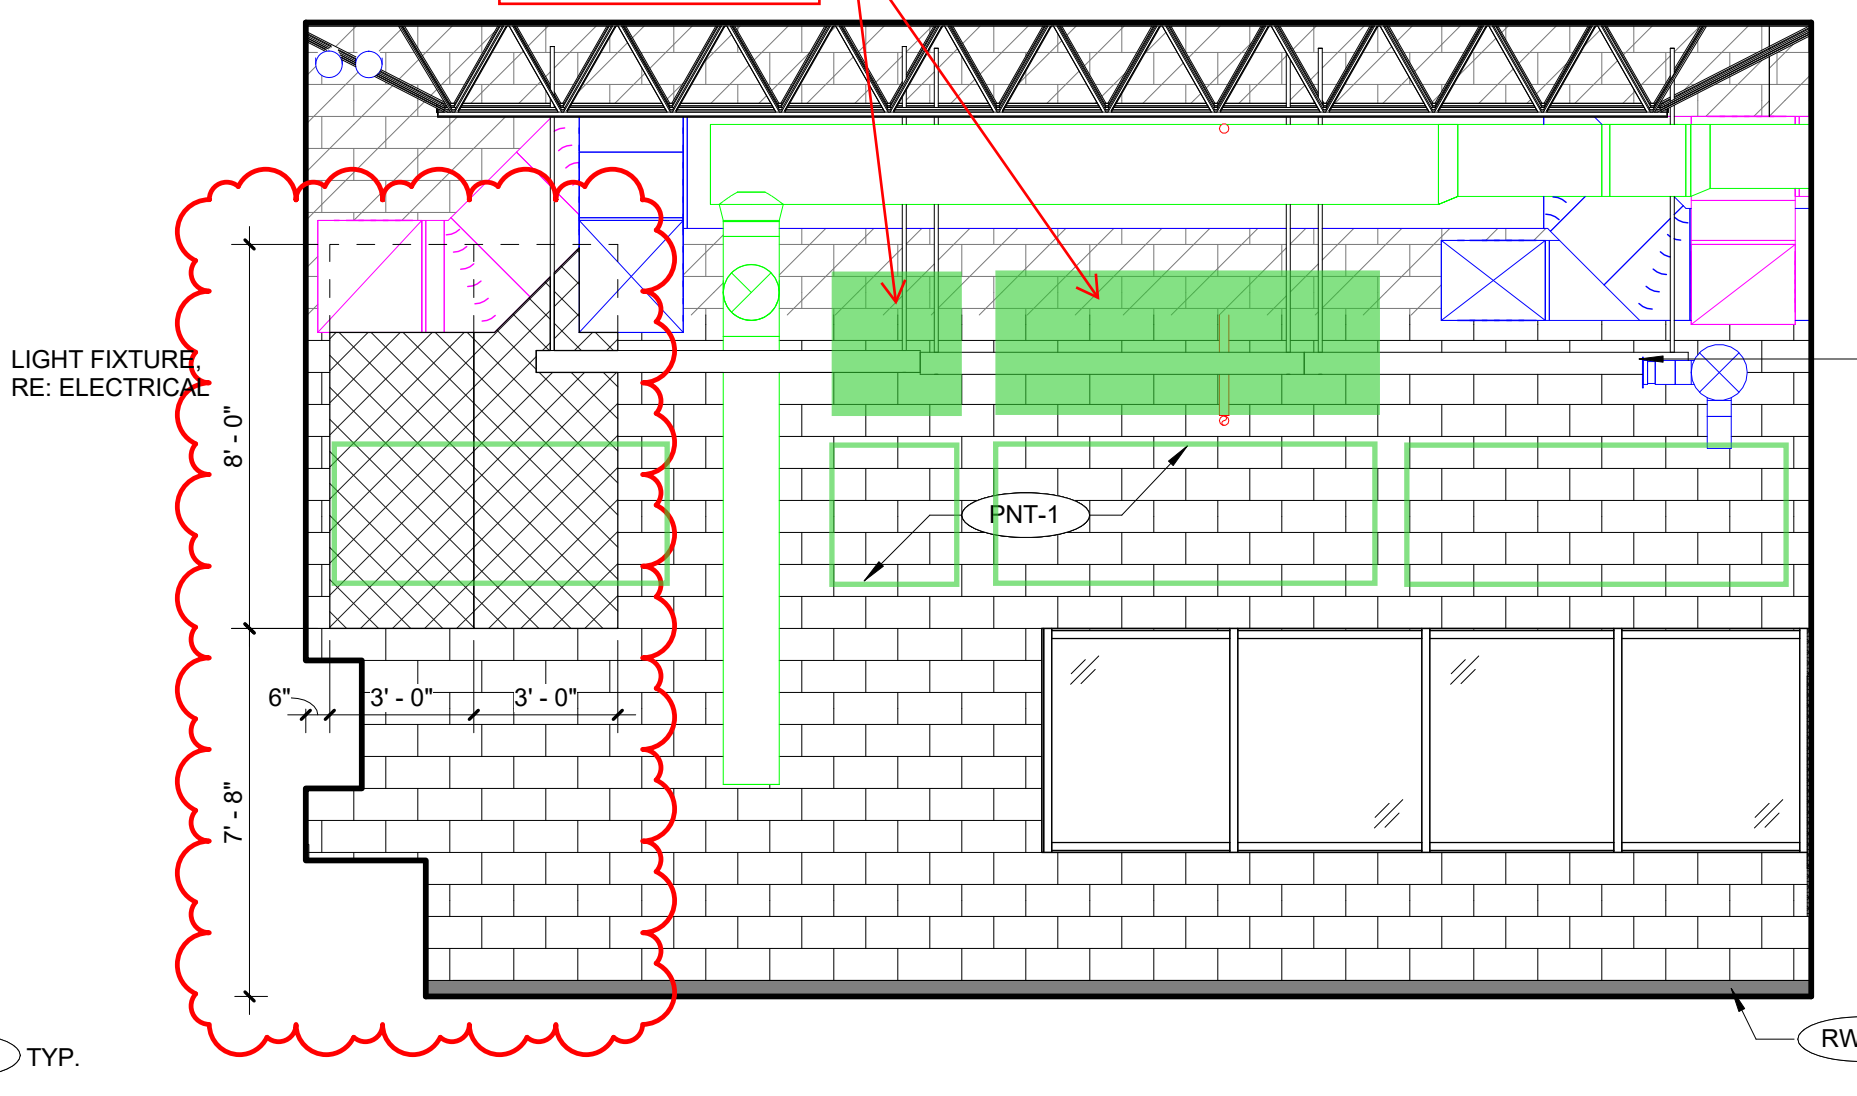 LIGHT FIXTURE,
RE: ELECTRICAL
8' - 0"
PNT-1
6"
3' - 0"
3' - 0"
7' - 8"
RW
TYP.